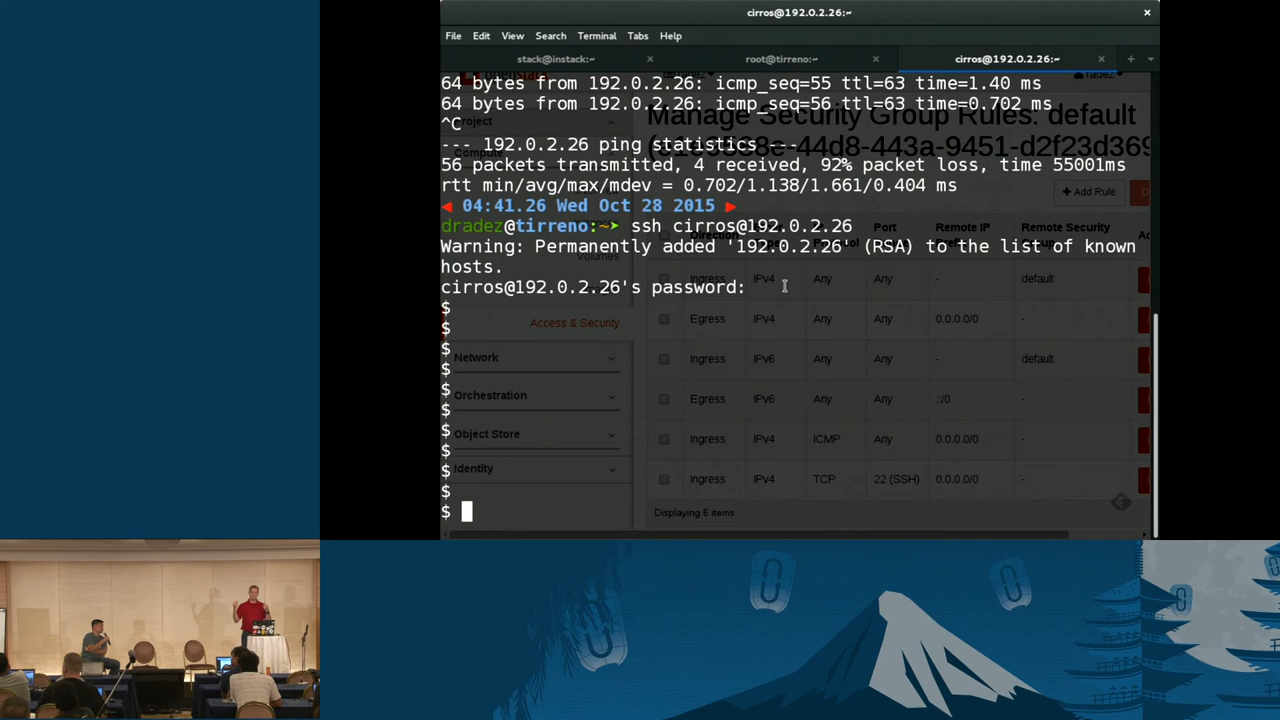 cirros@192.0.2.26:~
File Edit View Search Terminal Tabs Help
stack@instack:~
root@tirreno:~
cirros@192.0.2.26:~
64 bytes from 192.0.2.26: icmp_seq=55 ttl=63 time=1.40 ms
64 bytes from 192.0.2.26: icmp_seq=56 ttl=63 time=0.702 ms
^C
--- 192.0.2.26 ping statistics ---
56 packets transmitted, 4 received, 92% packet loss, time 55001ms
rtt min/avg/max/mdev = 0.702/1.138/1.661/0.404 ms
04:41.26 Wed Oct 28 2015
dradez@tirreno:~ ssh cirros@192.0.2.26
Warning: Permanently added '192.0.2.26' (RSA) to the list of known
hosts.
cirros@192.0.2.26's password:
$
$
$
$
$
$
$
$
$
$
$
Project
Compute
Volumes
Access & Security
Network
Orchestration
Object Store
Identity
Manage Security Group Rules: default
44d8-443a-9451-d2f23d369
+ Add Rule
Direction Remote IP Remote Security
Ingress IPv4 Any Any - default
Egress IPv4 Any Any 0.0.0.0/0 -
Ingress IPv6 Any Any - default
Egress IPv6 Any Any ::/0 -
Ingress IPv4 ICMP Any 0.0.0.0/0 -
Ingress IPv4 TCP 22 (SSH) 0.0.0.0/0 -
Displaying 6 items